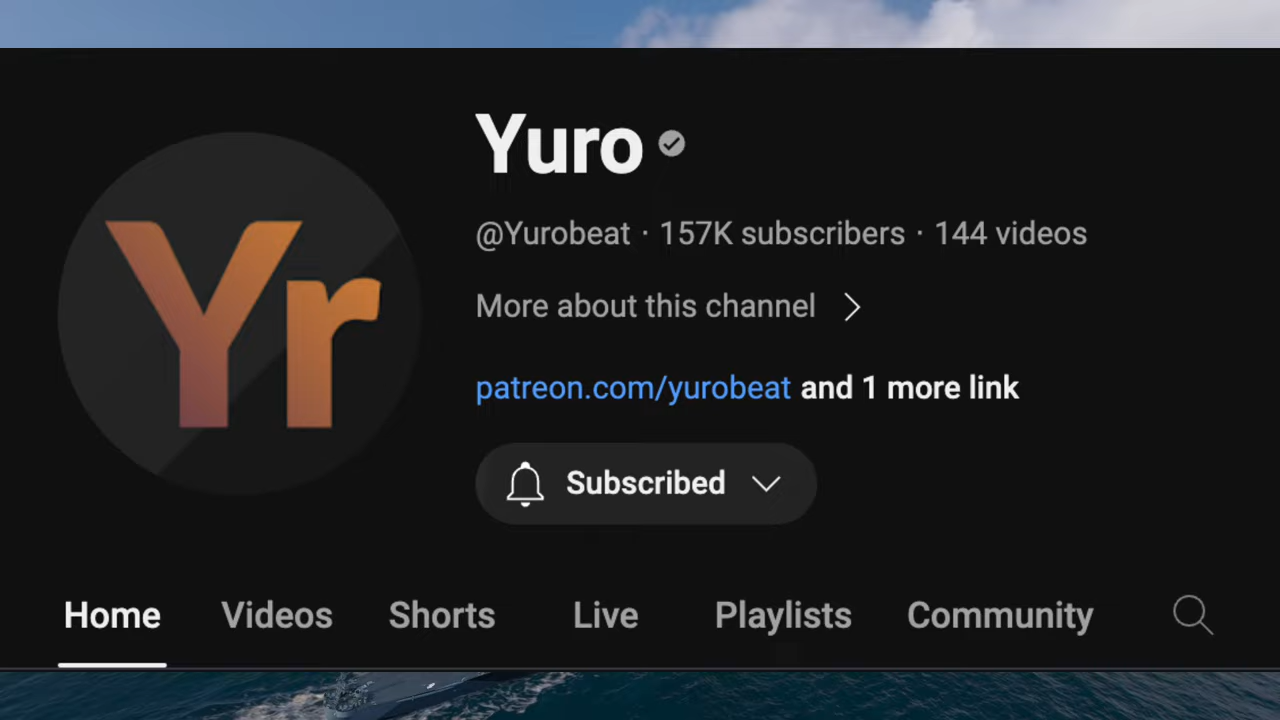 Yr
Yuro
@Yurobeat · 157K subscribers · 144 videos
More about this channel
patreon.com/yurobeat and 1 more link
Subscribed
Home Videos Shorts Live Playlists Community